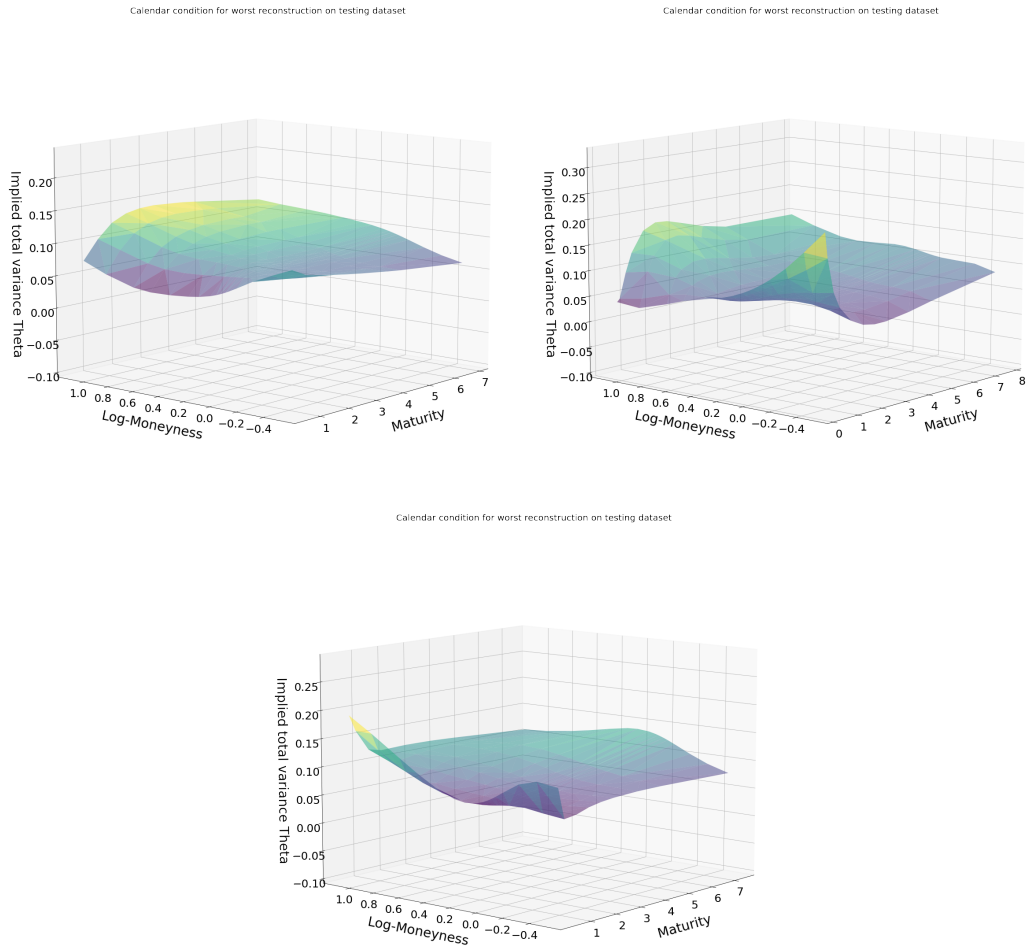 Calendar condition for worst reconstruction on testing dataset
Implied total variance Theta
0.20
0.15
0.10
0.05
0.00
−0.05
−0.10
1.0 0.8 0.6 0.4 0.2 0.0 −0.2 −0.4
Log-Moneyness
1 2 3 4 5 6 7
Maturity
Calendar condition for worst reconstruction on testing dataset
Implied total variance Theta
0.30
0.25
0.20
0.15
0.10
0.05
0.00
−0.05
−0.10
1.0 0.8 0.6 0.4 0.2 0.0 −0.2 −0.4
Log-Moneyness
0 1 2 3 4 5 6 7 8
Maturity
Calendar condition for worst reconstruction on testing dataset
Implied total variance Theta
0.25
0.20
0.15
0.10
0.05
0.00
−0.05
−0.10
1.0 0.8 0.6 0.4 0.2 0.0 −0.2 −0.4
Log-Moneyness
1 2 3 4 5 6 7
Maturity